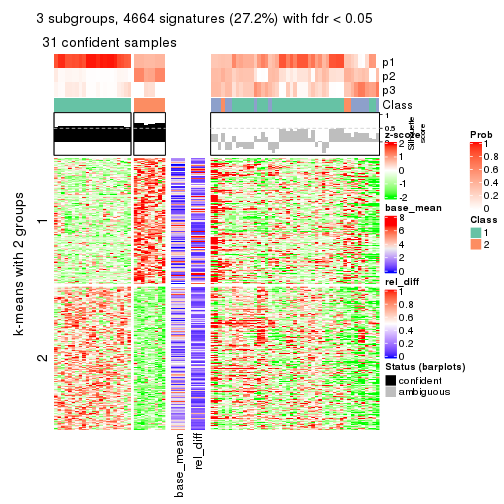 3 subgroups, 4664 signatures (27.2%) with fdr < 0.05
31 confident samples
p1
p2
p3
Class
1
0.5
0
Silhouette
score
k-means with 2 groups
1
2
base_mean
rel_diff
z-score
2
1
0
-1
-2
base_mean
8
6
4
2
0
rel_diff
1
0.8
0.6
0.4
0.2
0
Status (barplots)
confident
ambiguous
Prob
1
0.8
0.6
0.4
0.2
0
Class
1
2